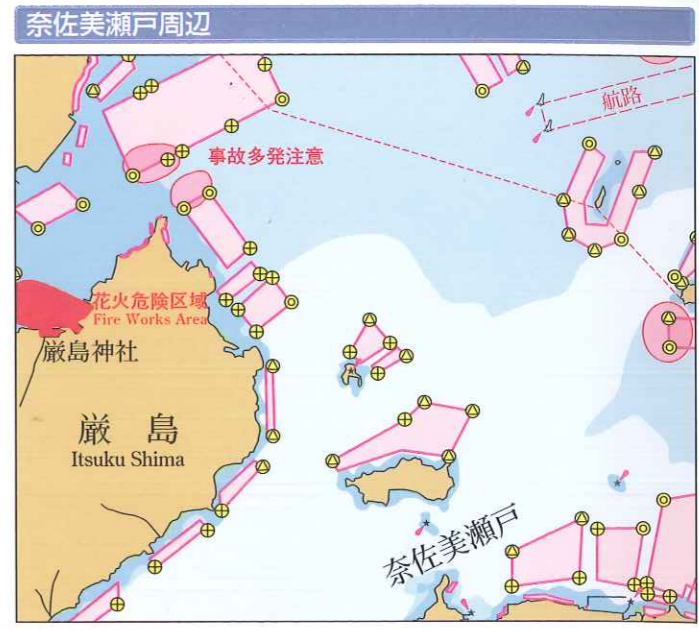 奈佐美瀬戸周辺
航路
事故多発注意
花火危険区域
Fire Works Area
厳島神社
厳 島
Itsuku Shima
奈佐美瀬戸